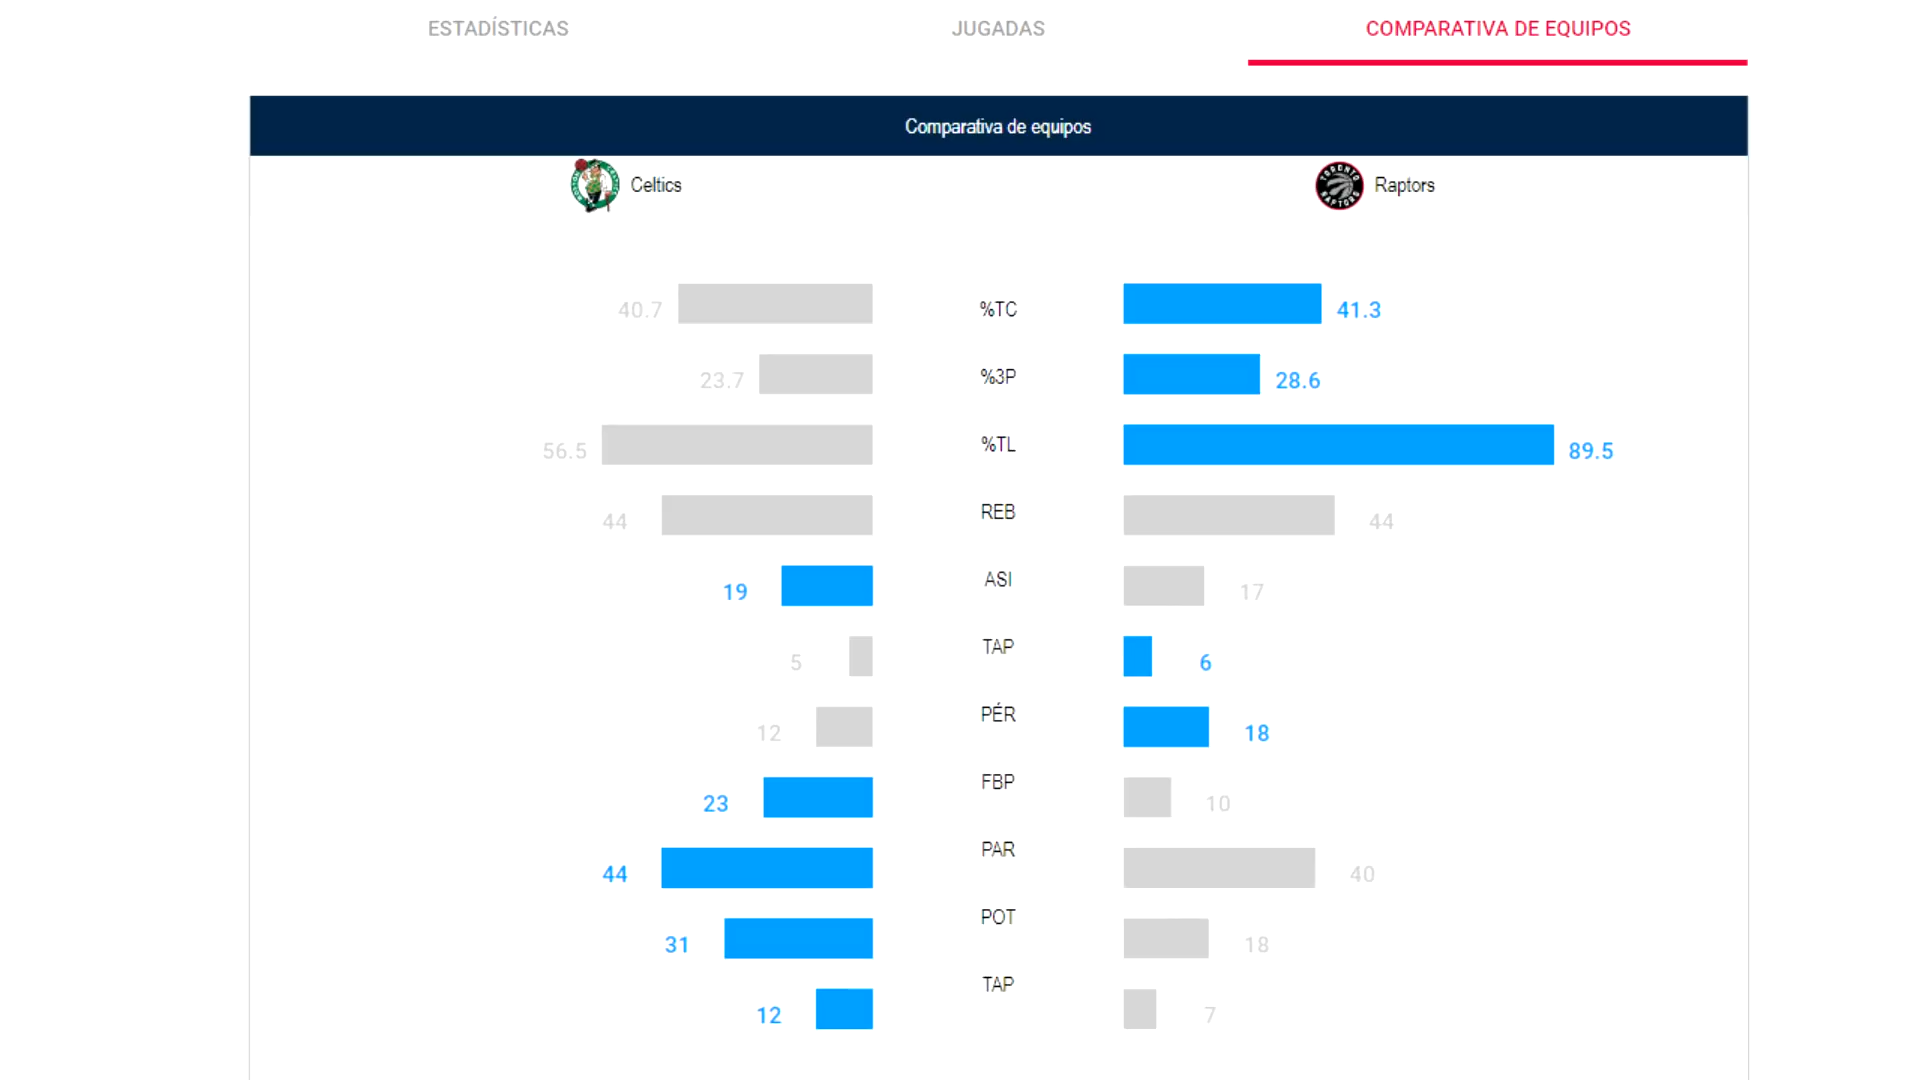 ESTADÍSTICAS JUGADAS COMPARATIVA DE EQUIPOS
Comparativa de equipos
Celtics TORONTO RAPTORS Raptors
40.7 %TC 41.3
23.7 %3P 28.6
56.5 %TL 89.5
44 REB 44
19 ASI 17
5 TAP 6
12 PÉR 18
23 FBP 10
44 PAR 40
31 POT 18
12 TAP 7